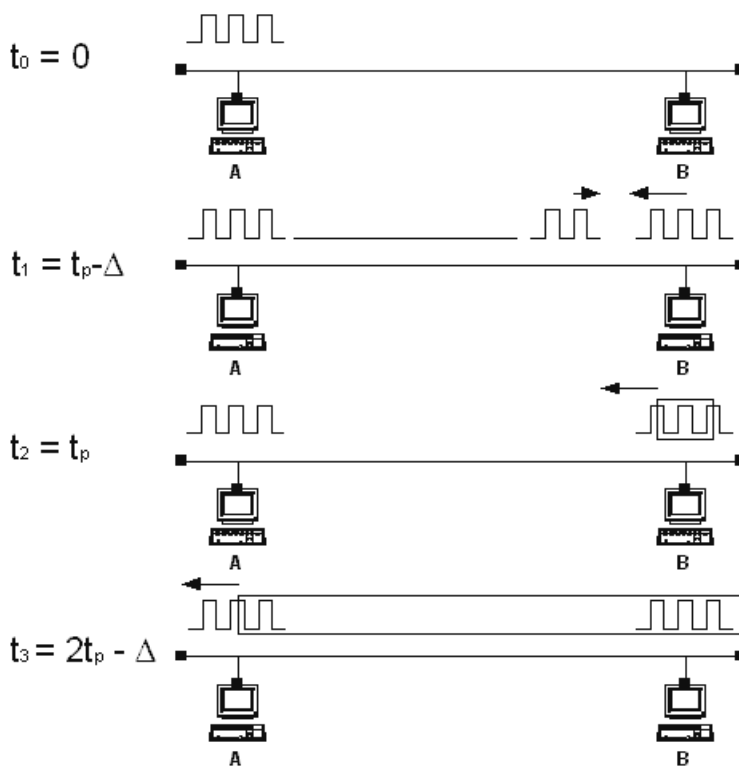 t₀ = 0
A B
t₁ = tₚ-Δ
A B
t₂ = tₚ
A B
t₃ = 2tₚ - Δ
A B